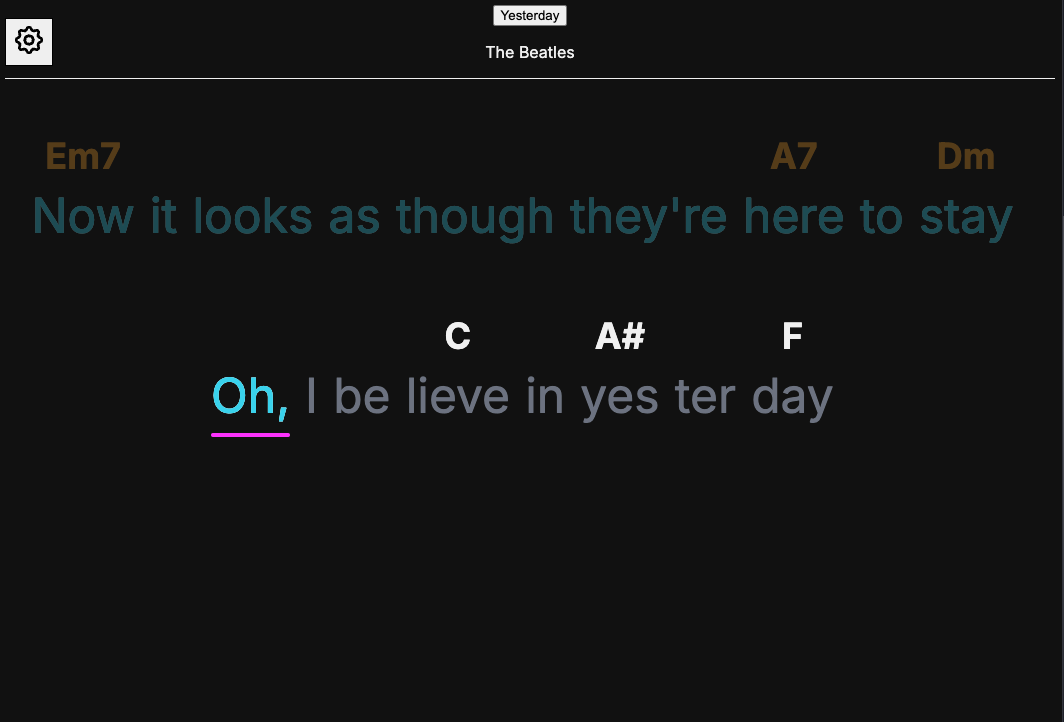 Yesterday
The Beatles
Em7 A7 Dm
Now it looks as though they're here to stay
C A# F
Oh, I be lieve in yes ter day